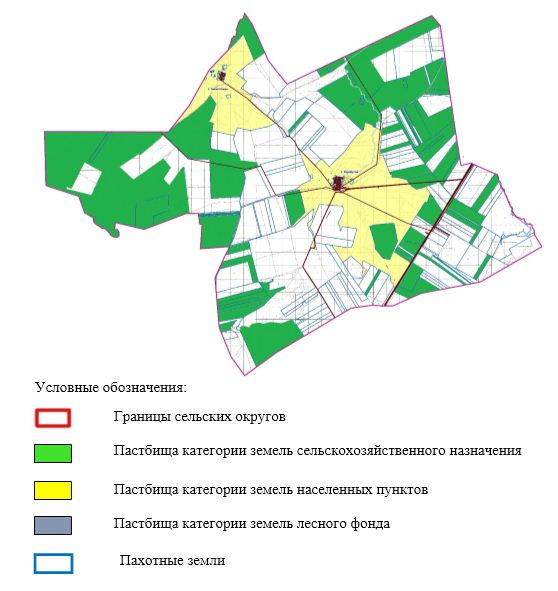 Условные обозначения:
Границы сельских округов
Пастбища категории земель сельскохозяйственного назначения
Пастбища категории земель населенных пунктов
Пастбища категории земель лесного фонда
Пахотные земли